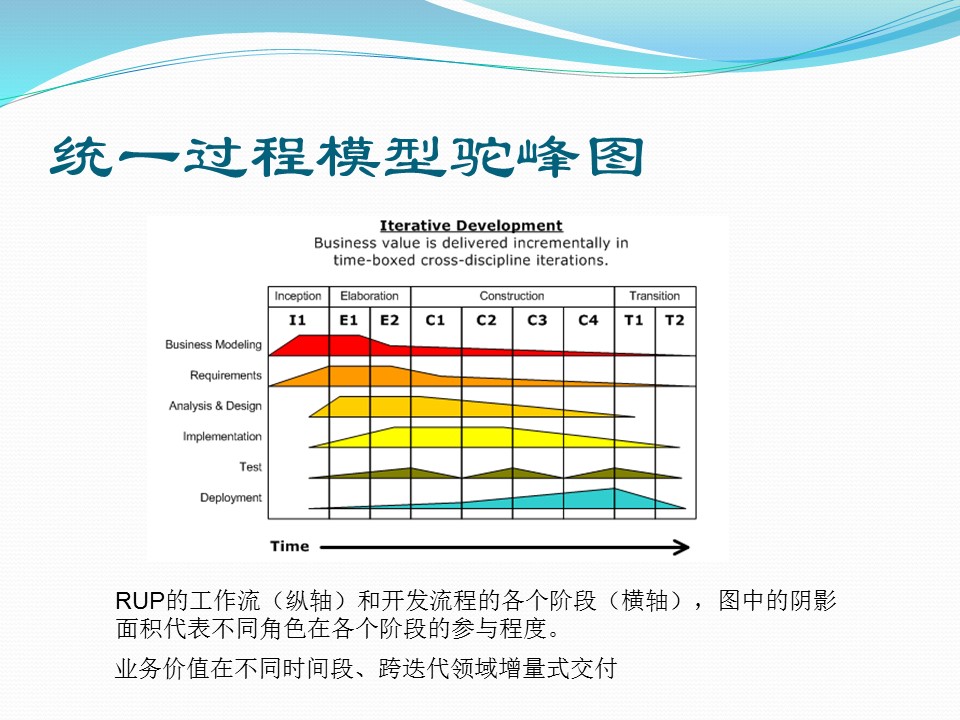 统一过程模型驼峰图
Iterative Development
Business value is delivered incrementally in
time-boxed cross-discipline iterations.
Inception Elaboration Construction Transition
I1 E1 E2 C1 C2 C3 C4 T1 T2
Business Modeling
Requirements
Analysis & Design
Implementation
Test
Deployment
Time
RUP的工作流（纵轴）和开发流程的各个阶段（横轴），图中的阴影
面积代表不同角色在各个阶段的参与程度。
业务价值在不同时间段、跨迭代领域增量式交付